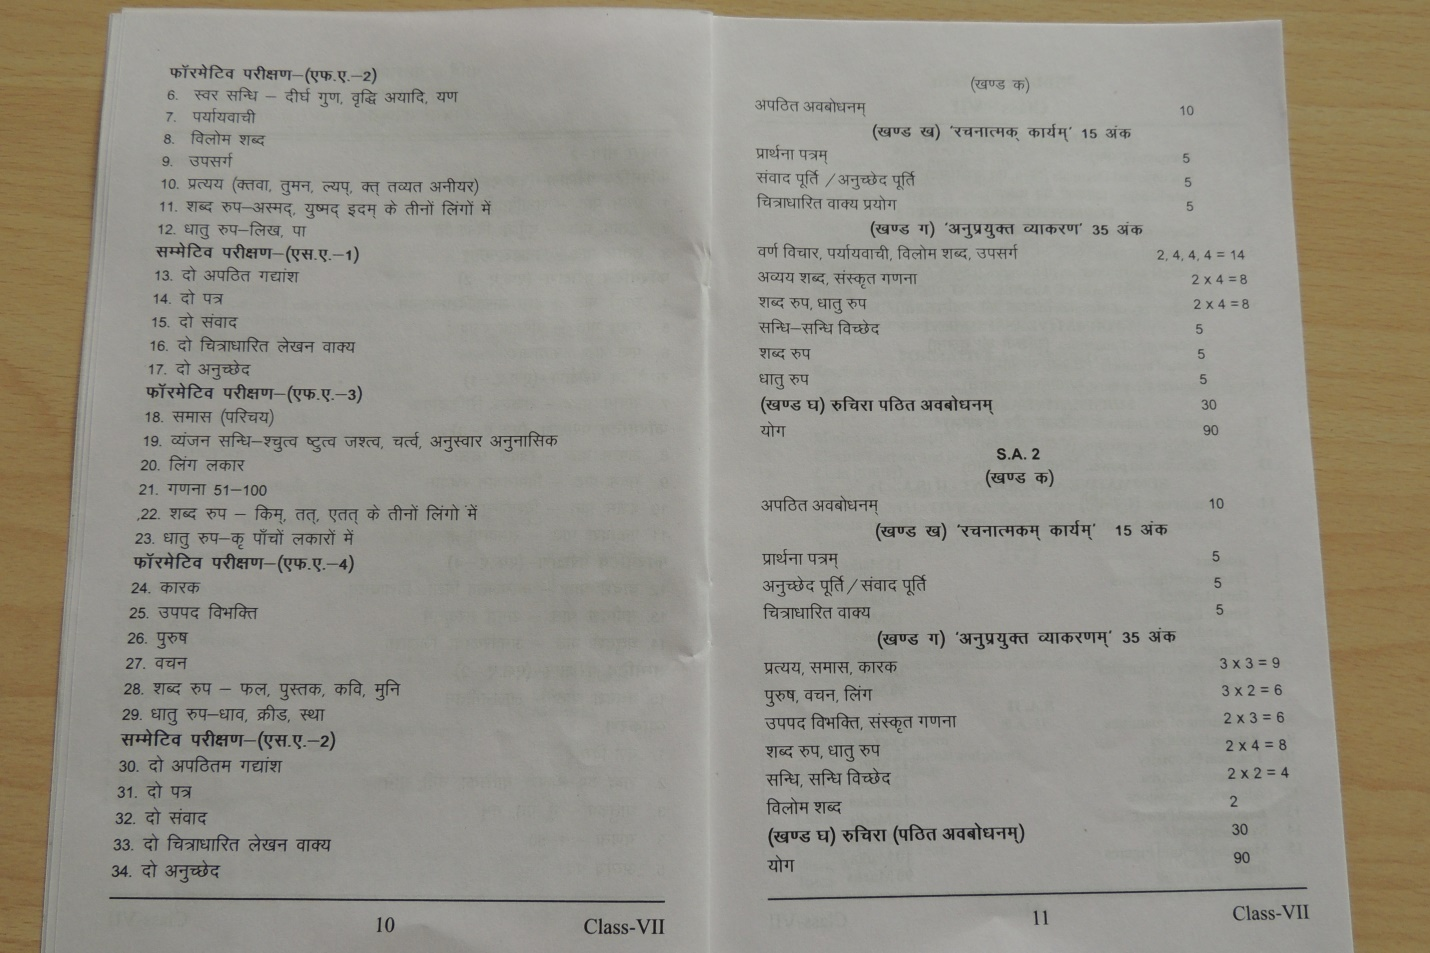 फॉरमेटिव परीक्षण–(एफ.ए.–2)
6. स्वर सन्धि – दीर्घ गुण, वृद्धि अयादि, यण
7. पर्यायवाची
8. विलोम शब्द
9. उपसर्ग
10. प्रत्यय (क्तवा, तुमन, ल्यप्, क्त् तव्यत अनीयर)
11. शब्द रुप–अस्मद्, युष्मद् इदम् के तीनों लिंगों में
12. धातु रुप–लिख, पा
सम्मेटिव परीक्षण–(एस.ए.–1)
13. दो अपठित गद्यांश
14. दो पत्र
15. दो संवाद
16. दो चित्राधारित लेखन वाक्य
17. दो अनुच्छेद
फॉरमेटिव परीक्षण–(एफ.ए.–3)
18. समास (परिचय)
19. व्यंजन सन्धि–श्चुत्व ष्टुत्व जश्त्व, चर्त्व, अनुस्वार अनुनासिक
20. लिंग लकार
21. गणना 51–100
22. शब्द रुप – किम्, तत्, एतत् के तीनों लिंगो में
23. धातु रुप–कृ पाँचों लकारों में
फॉरमेटिव परीक्षण–(एफ.ए.–4)
24. कारक
25. उपपद विभक्ति
26. पुरुष
27. वचन
28. शब्द रुप – फल, पुस्तक, कवि, मुनि
29. धातु रुप–धाव, क्रीड, स्था
सम्मेटिव परीक्षण–(एस.ए.–2)
30. दो अपठितम गद्यांश
31. दो पत्र
32. दो संवाद
33. दो चित्राधारित लेखन वाक्य
34. दो अनुच्छेद
10 Class-VII
(खण्ड क)
अपठित अवबोधनम् 10
(खण्ड ख) 'रचनात्मक् कार्यम्' 15 अंक
प्रार्थना पत्रम् 5
संवाद पूर्ति / अनुच्छेद पूर्ति 5
चित्राधारित वाक्य प्रयोग 5
(खण्ड ग) 'अनुप्रयुक्त व्याकरण' 35 अंक
वर्ण विचार, पर्यायवाची, विलोम शब्द, उपसर्ग 2, 4, 4, 4 = 14
अव्यय शब्द, संस्कृत गणना 2 x 4 = 8
शब्द रुप, धातु रुप 2 x 4 = 8
सन्धि–सन्धि विच्छेद 5
शब्द रुप 5
धातु रुप 5
(खण्ड घ) रुचिरा पठित अवबोधनम् 30
योग 90
S.A. 2
(खण्ड क)
अपठित अवबोधनम् 10
(खण्ड ख) 'रचनात्मकम् कार्यम्' 15 अंक
प्रार्थना पत्रम् 5
अनुच्छेद पूर्ति / संवाद पूर्ति 5
चित्राधारित वाक्य 5
(खण्ड ग) 'अनुप्रयुक्त व्याकरणम्' 35 अंक
प्रत्यय, समास, कारक 3 x 3 = 9
पुरुष, वचन, लिंग 3 x 2 = 6
उपपद विभक्ति, संस्कृत गणना 2 x 3 = 6
शब्द रुप, धातु रुप 2 x 4 = 8
सन्धि, सन्धि विच्छेद 2 x 2 = 4
विलोम शब्द 2
(खण्ड घ) रुचिरा (पठित अवबोधनम्) 30
योग 90
11 Class-VII